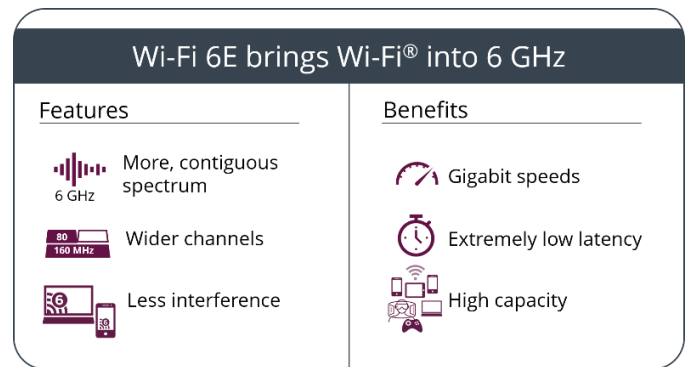 Wi-Fi 6E brings Wi-Fi® into 6 GHz
Features
6 GHz
More, contiguous
spectrum
80
160 MHz
Wider channels
6
6
Less interference
Benefits
Gigabit speeds
Extremely low latency
High capacity